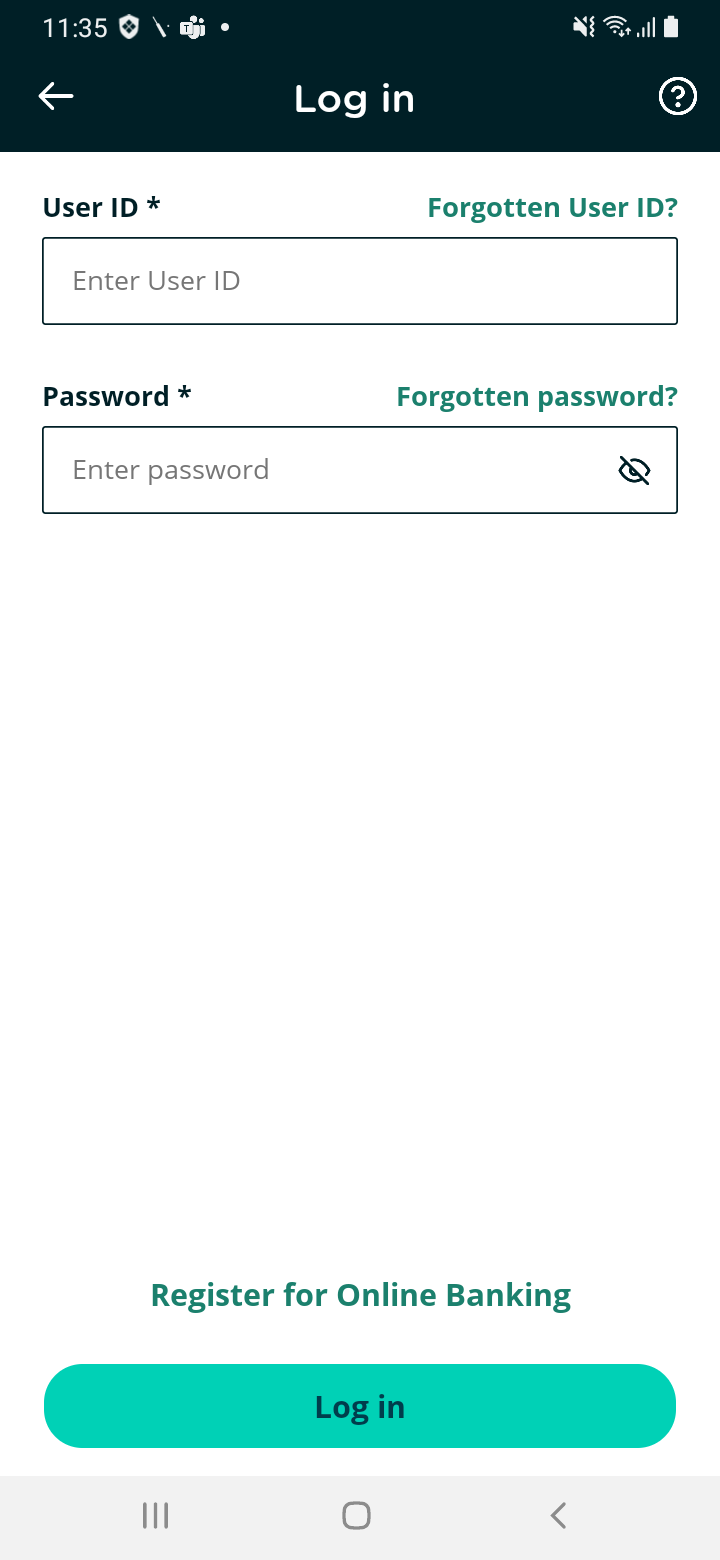 11:35
Log in
User ID * Forgotten User ID?
Enter User ID
Password * Forgotten password?
Enter password
Register for Online Banking
Log in